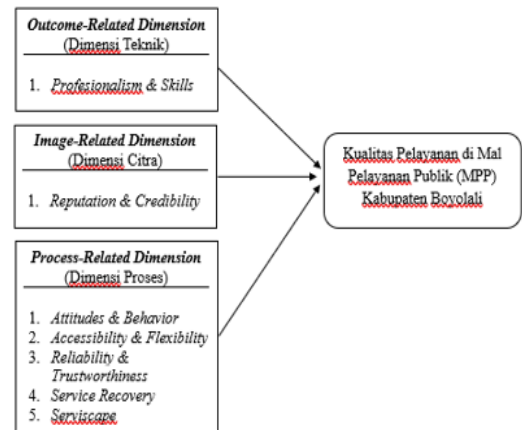 Outcome-Related Dimension
(Dimensi Teknik)
1. Profesionalism & Skills
Image-Related Dimension
(Dimensi Citra)
1. Reputation & Credibility
Process-Related Dimension
(Dimensi Proses)
1. Attitudes & Behavior
2. Accessibility & Flexibility
3. Reliability &
Trustworthiness
4. Service Recovery
5. Serviscape
Kualitas Pelayanan di Mal
Pelayanan Publik (MPP)
Kabupaten Boyolali